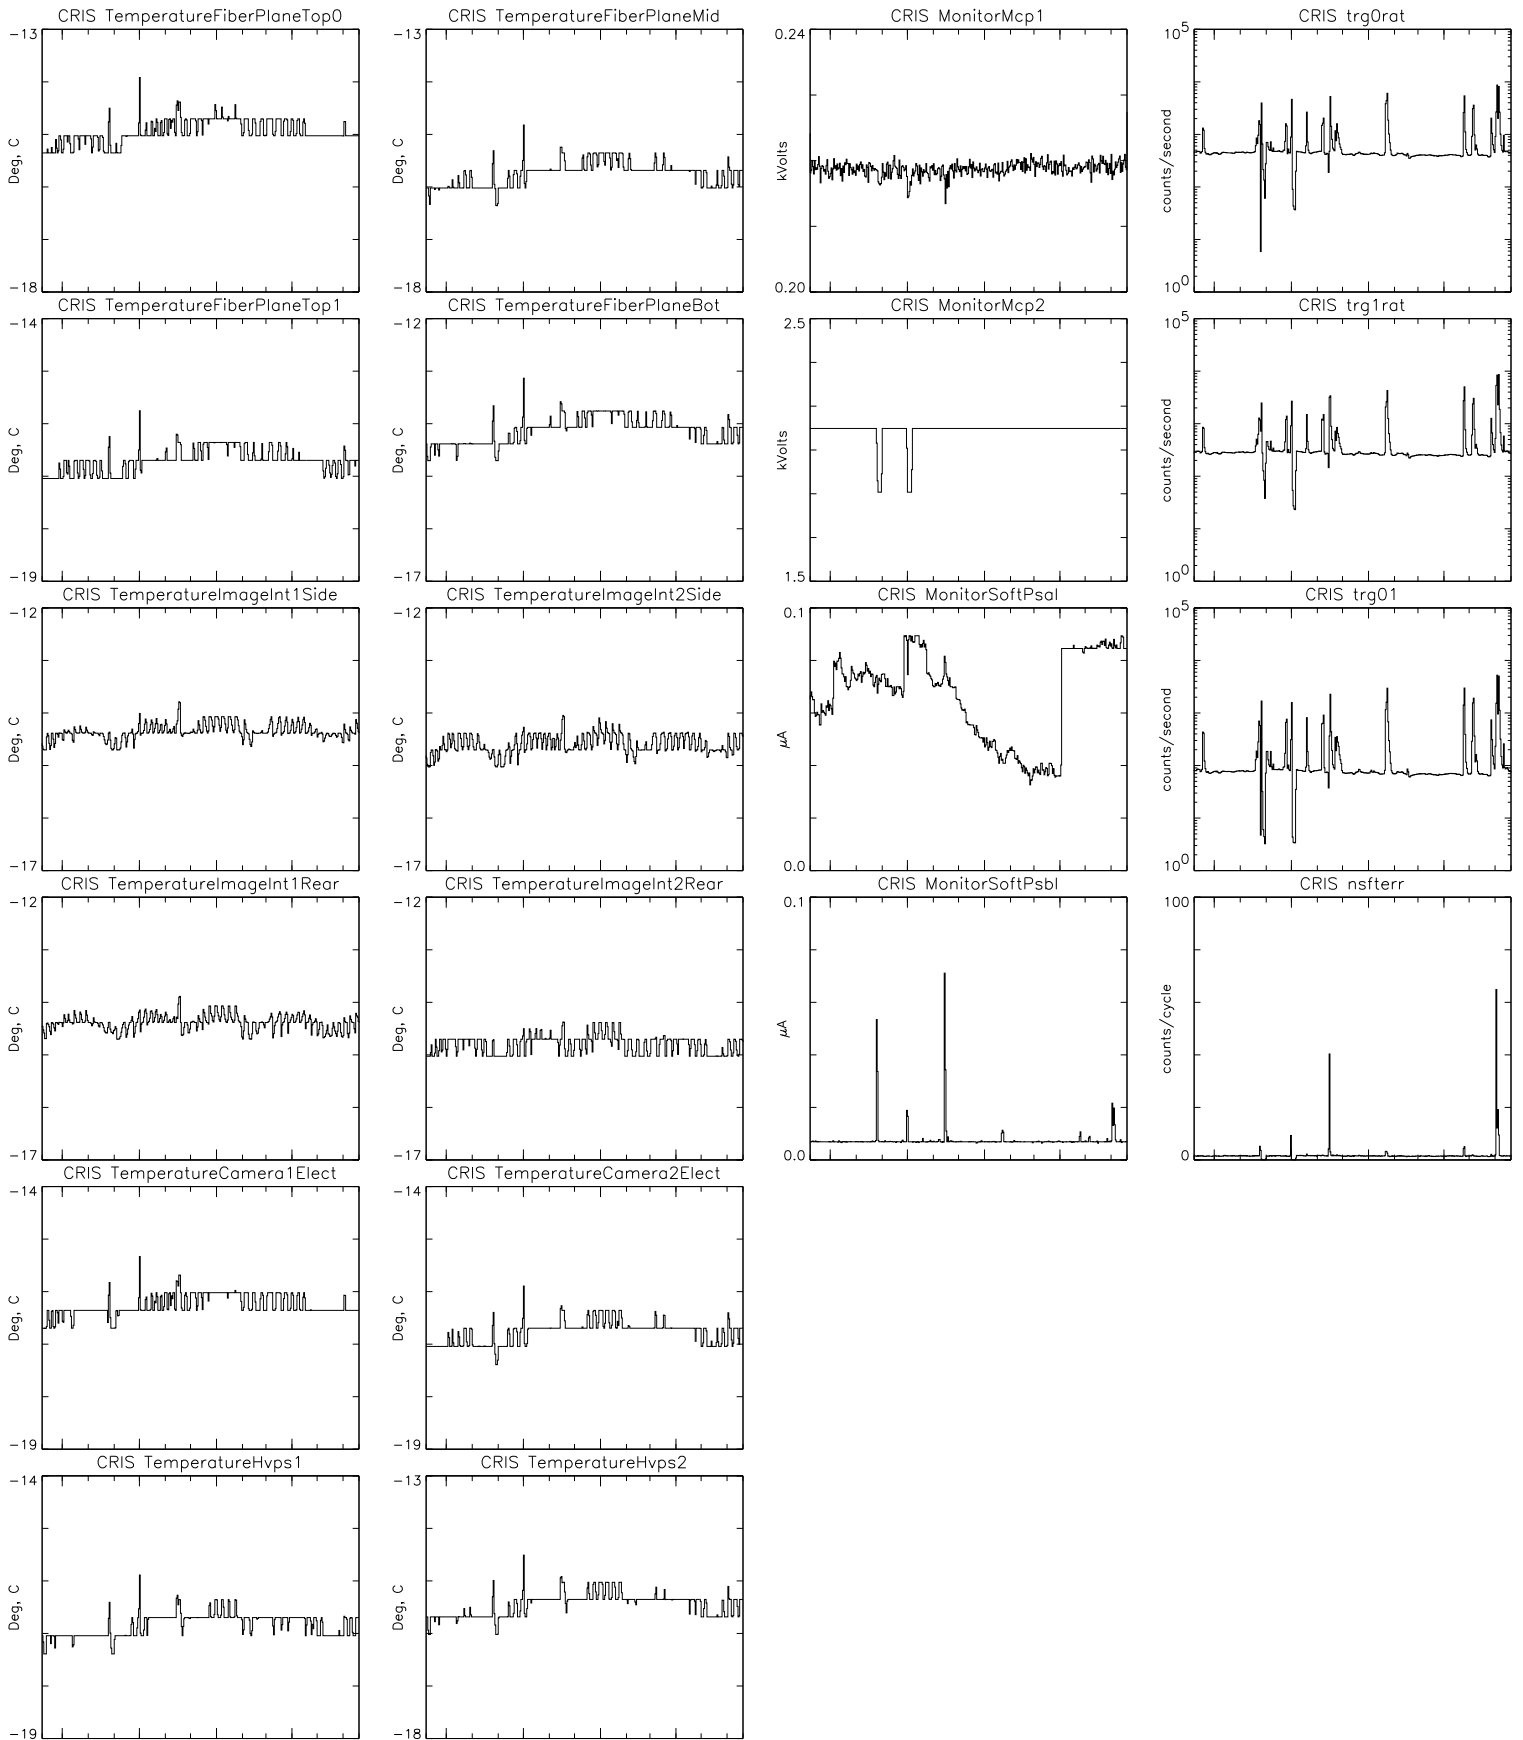 CRIS TemperatureFiberPlaneTop0
-13
Deg, C
-18
CRIS TemperatureFiberPlaneMid
-13
Deg, C
-18
CRIS MonitorMcp1
0.24
kVolts
0.20
CRIS trg0rat
10^5
counts/second
10^0
CRIS TemperatureFiberPlaneTop1
-14
Deg, C
-19
CRIS TemperatureFiberPlaneBot
-12
Deg, C
-17
CRIS MonitorMcp2
2.5
kVolts
1.5
CRIS trg1rat
10^5
counts/second
10^0
CRIS TemperatureImageInt1Side
-12
Deg, C
-17
CRIS TemperatureImageInt2Side
-12
Deg, C
-17
CRIS MonitorSoftPsaI
0.1
μA
0.0
CRIS trg01
10^5
counts/second
10^0
CRIS TemperatureImageInt1Rear
-12
Deg, C
-17
CRIS TemperatureImageInt2Rear
-12
Deg, C
-17
CRIS MonitorSoftPsbI
0.1
μA
0.0
CRIS nsfterr
100
counts/cycle
0
CRIS TemperatureCamera1Elect
-14
Deg, C
-19
CRIS TemperatureCamera2Elect
-14
Deg, C
-19
CRIS TemperatureHvps1
-14
Deg, C
-19
CRIS TemperatureHvps2
-13
Deg, C
-18